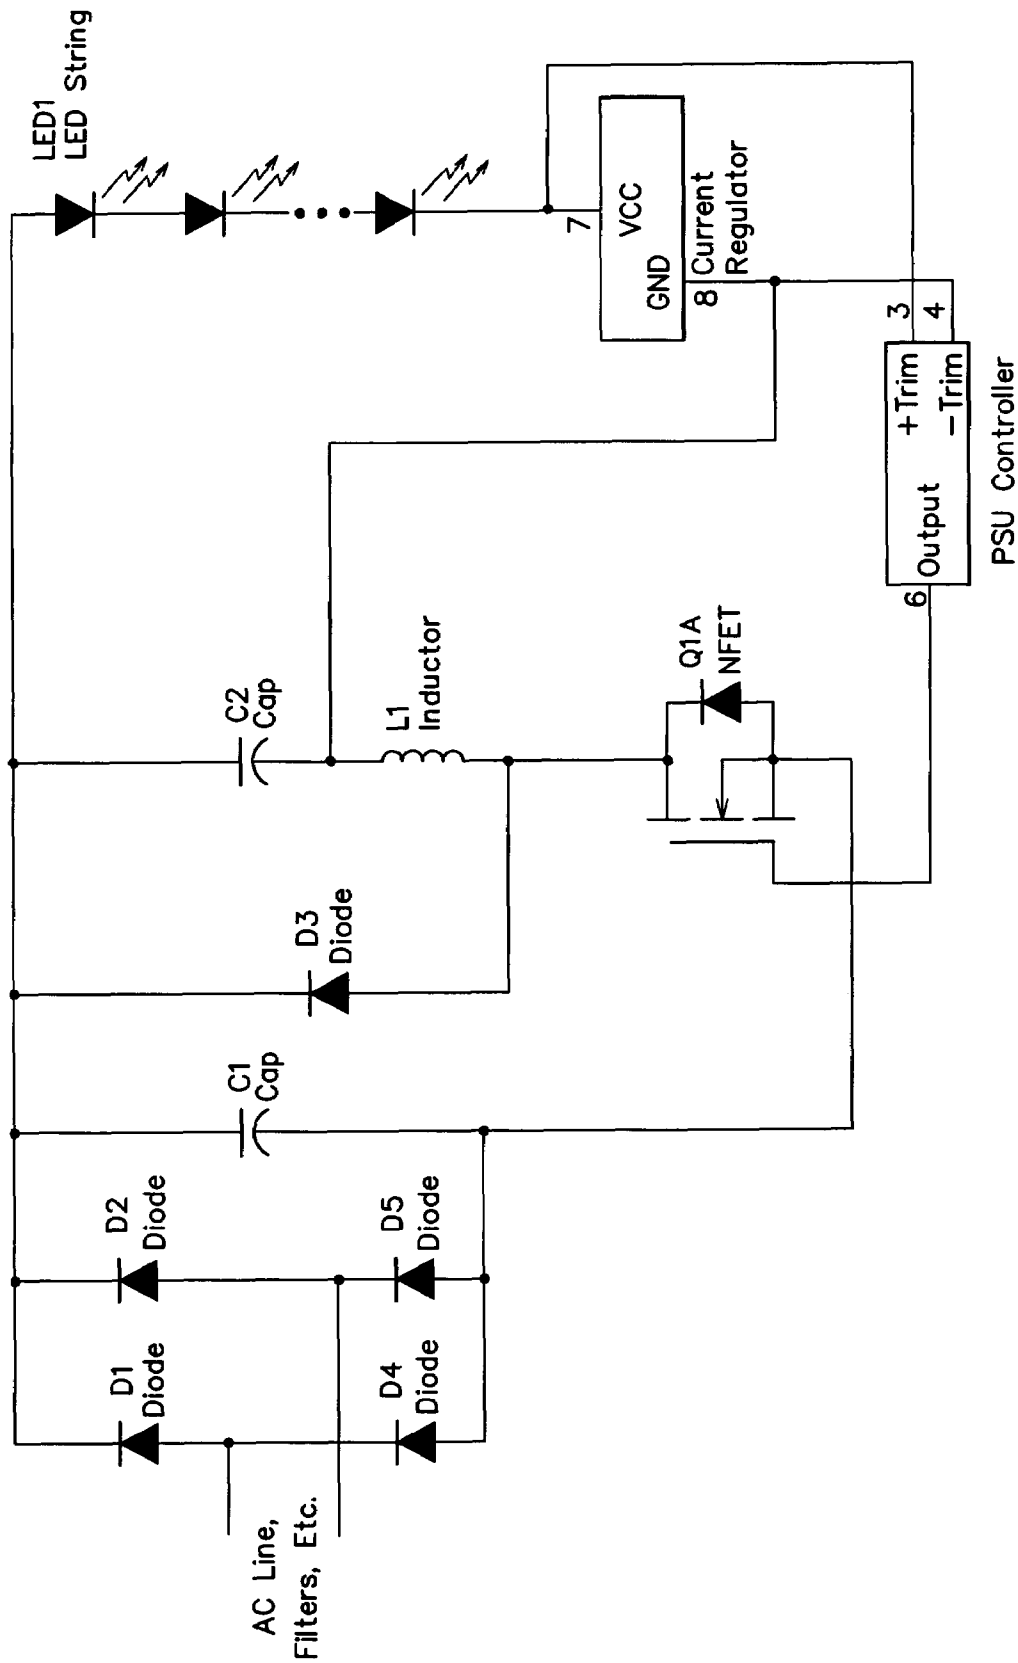 AC Line,
Filters, Etc.
D1
Diode
D2
Diode
D4
Diode
D5
Diode
C1
Cap
D3
Diode
C2
Cap
L1
Inductor
Q1A
NFET
LED1
LED String
7
VCC
GND
8
Current
Regulator
3
4
+Trim
-Trim
Output
6
PSU Controller